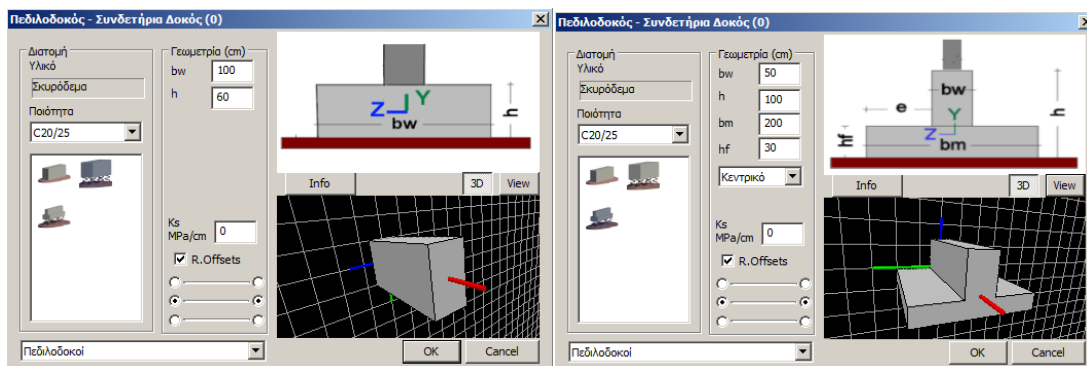 Πεδιλοδοκός - Συνδετήρια Δοκός (0)
Διατομή
Υλικό
Σκυρόδεμα
Ποιότητα
C20/25
Γεωμετρία (cm)
bw 100
h 60
Ks
MPa/cm 0
R.Offsets
Y
Z
bw
h
Info
3D
View
Πεδιλοδοκοί
OK
Cancel
Πεδιλοδοκός - Συνδετήρια Δοκός (0)
Διατομή
Υλικό
Σκυρόδεμα
Ποιότητα
C20/25
Γεωμετρία (cm)
bw 50
h 100
bm 200
hf 30
Κεντρικό
Ks
MPa/cm 0
R.Offsets
bw
e
Y
h
Z
hf
bm
Info
3D
View
Πεδιλοδοκοί
OK
Cancel